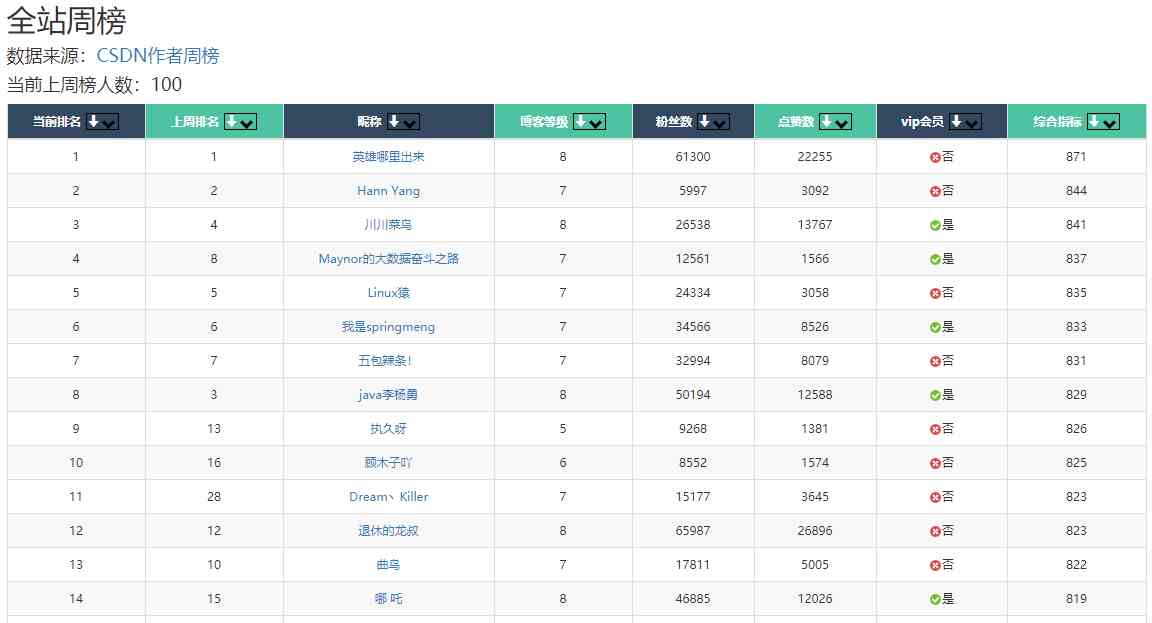 全站周榜
数据来源：CSDN作者周榜
当前上周榜人数：100
当前排名 上周排名 昵称 博客等级 粉丝数 点赞数 vip会员 综合指标
1 1 英雄哪里出来 8 61300 22255 否 871
2 2 Hann Yang 7 5997 3092 否 844
3 4 川川菜鸟 8 26538 13767 是 841
4 8 Maynor的大数据奋斗之路 7 12561 1566 是 837
5 5 Linux猿 7 24334 3058 否 835
6 6 我是springmeng 7 34566 8526 是 833
7 7 五包辣条！ 7 32994 8079 否 831
8 3 java李杨勇 8 50194 12588 是 829
9 13 执久呀 5 9268 1381 否 826
10 16 顾木子吖 6 8552 1574 否 825
11 28 Dream丶Killer 7 15177 3645 否 823
12 12 退休的龙叔 8 65987 26896 否 823
13 10 曲鸟 7 17811 5005 否 822
14 15 哪 吒 8 46885 12026 是 819